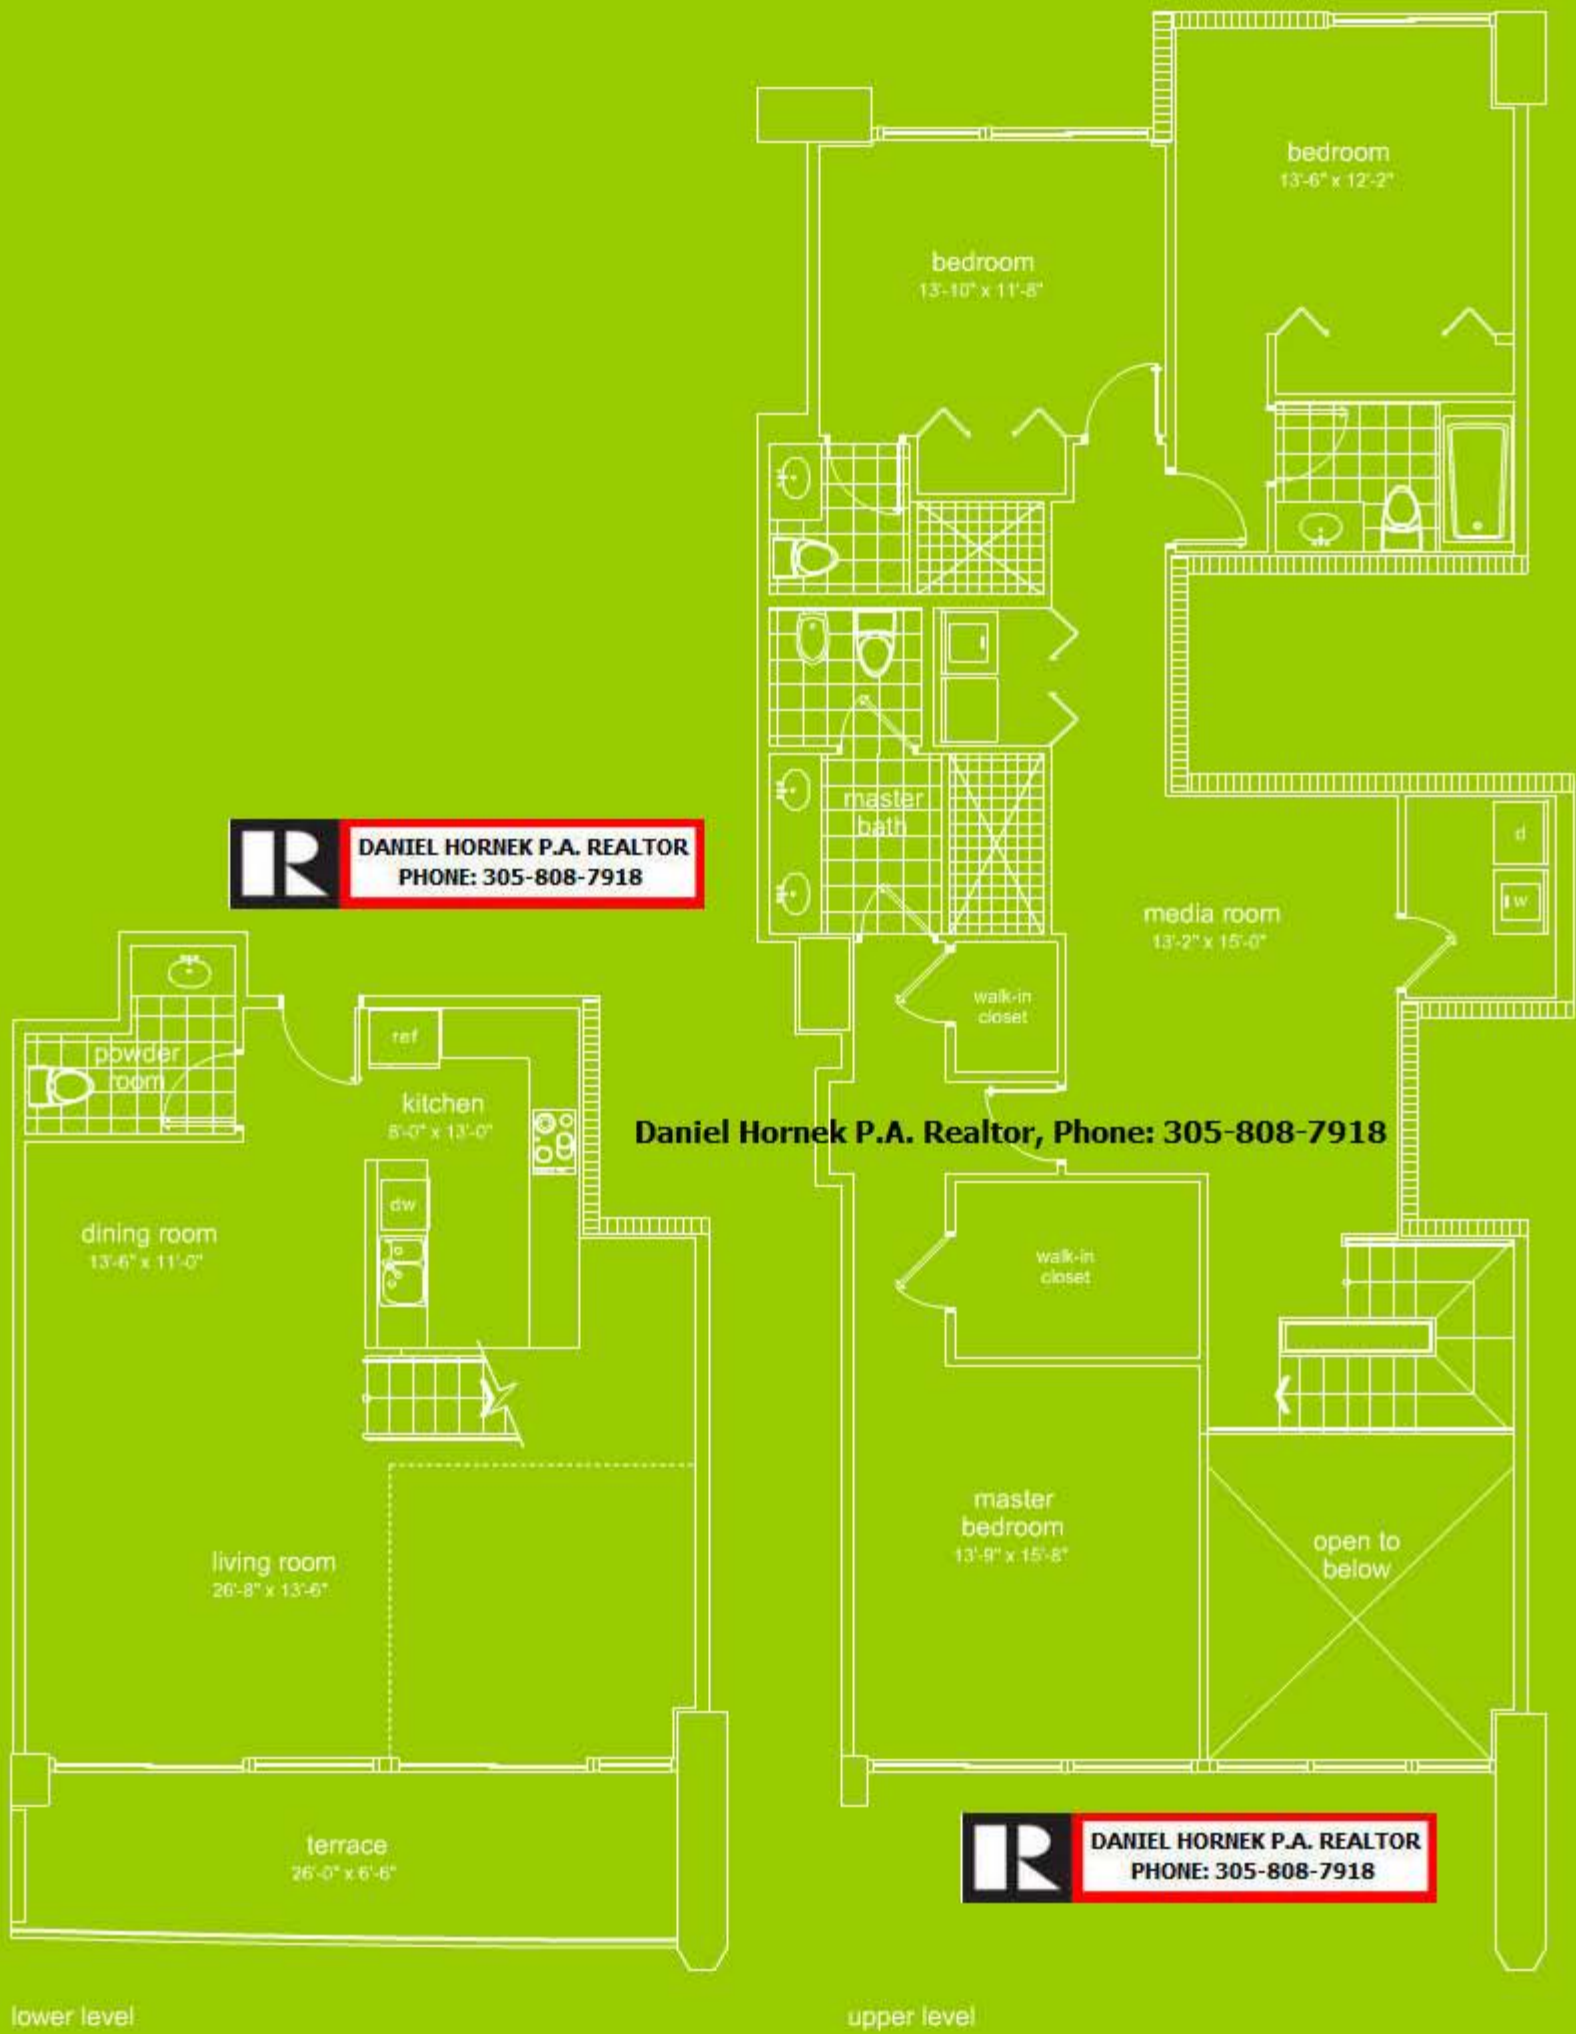 bedroom
13'-6" x 12'-2"
bedroom
13'-10" x 11'-8"
master
bath
d
w
media room
13'-2" x 15'-0"
walk-in
closet
walk-in
closet
master
bedroom
13'-9" x 15'-8"
open to
below
DANIEL HORNEK P.A. REALTOR
PHONE: 305-808-7918
upper level
R DANIEL HORNEK P.A. REALTOR
PHONE: 305-808-7918
Daniel Hornek P.A. Realtor, Phone: 305-808-7918
powder
room
ref
kitchen
8'-0" x 13'-0"
dw
dining room
13'-6" x 11'-0"
living room
26'-8" x 13'-6"
terrace
26'-0" x 6'-6"
lower level